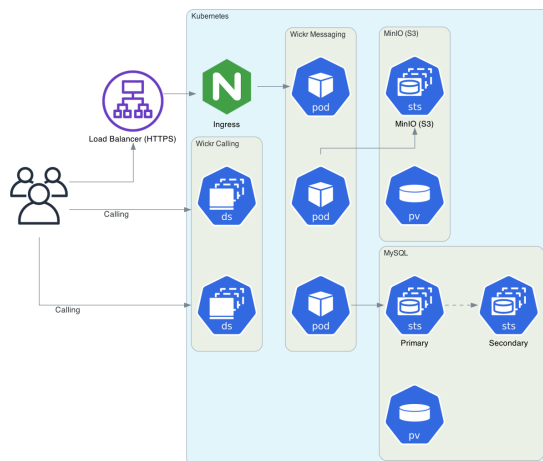 Kubernetes
Wickr Messaging
MinIO (S3)
N
pod
sts
Ingress
MinIO (S3)
Load Balancer (HTTPS)
Wickr Calling
ds
pod
pv
Calling
MySQL
ds
pod
sts
sts
Calling
Primary
Secondary
pv